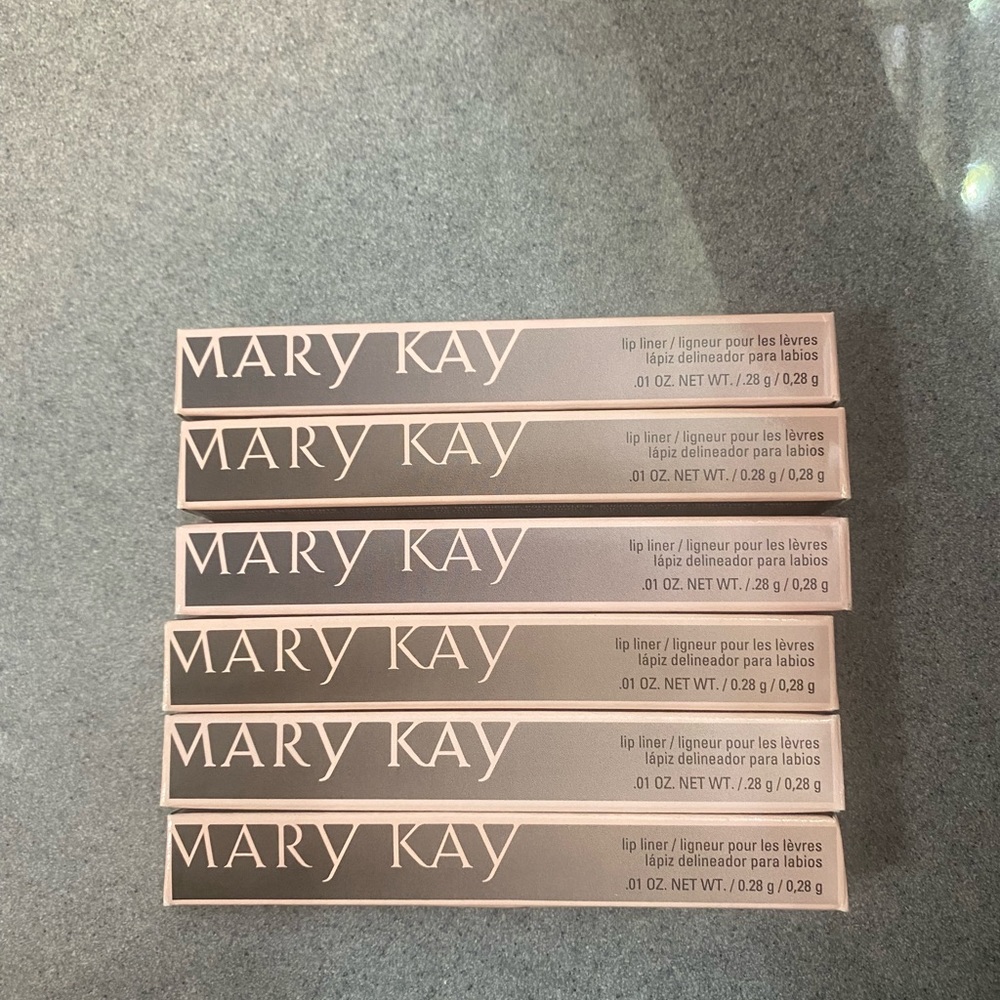 MARY KAY
lip liner / ligneur pour les lèvres
lápiz delineador para labios
.01 OZ. NET WT. / .28 g / 0,28 g
MARY KAY
lip liner / ligneur pour les lèvres
lápiz delineador para labios
.01 OZ. NET WT. / 0.28 g / 0,28 g
MARY KAY
lip liner / ligneur pour les lèvres
lápiz delineador para labios
.01 OZ. NET WT. / .28 g / 0,28 g
MARY KAY
lip liner / ligneur pour les lèvres
lápiz delineador para labios
.01 OZ. NET WT. / 0.28 g / 0,28 g
MARY KAY
lip liner / ligneur pour les lèvres
lápiz delineador para labios
.01 OZ. NET WT. / .28 g / 0,28 g
MARY KAY
lip liner / ligneur pour les lèvres
lápiz delineador para labios
.01 OZ. NET WT. / 0.28 g / 0,28 g